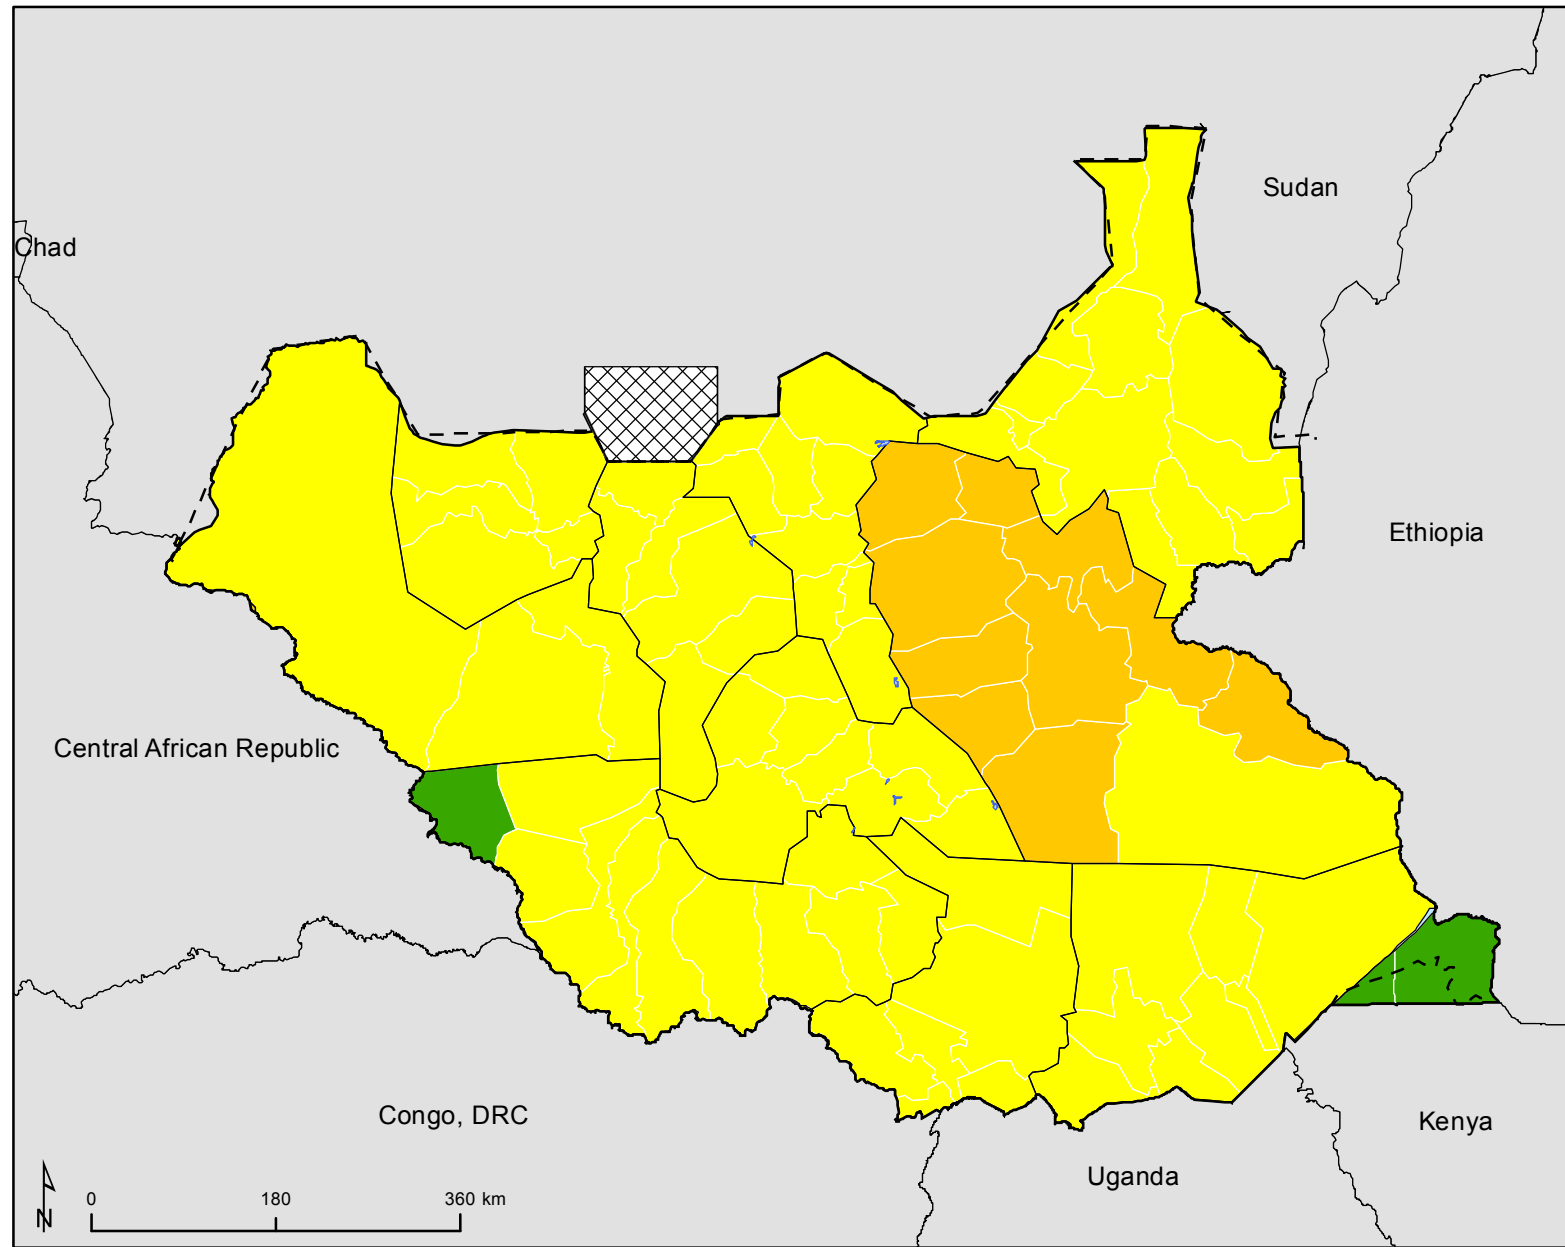 Sudan
Chad
Ethiopia
Central African Republic
Congo, DRC
Kenya
Uganda
0 180 360 km
N